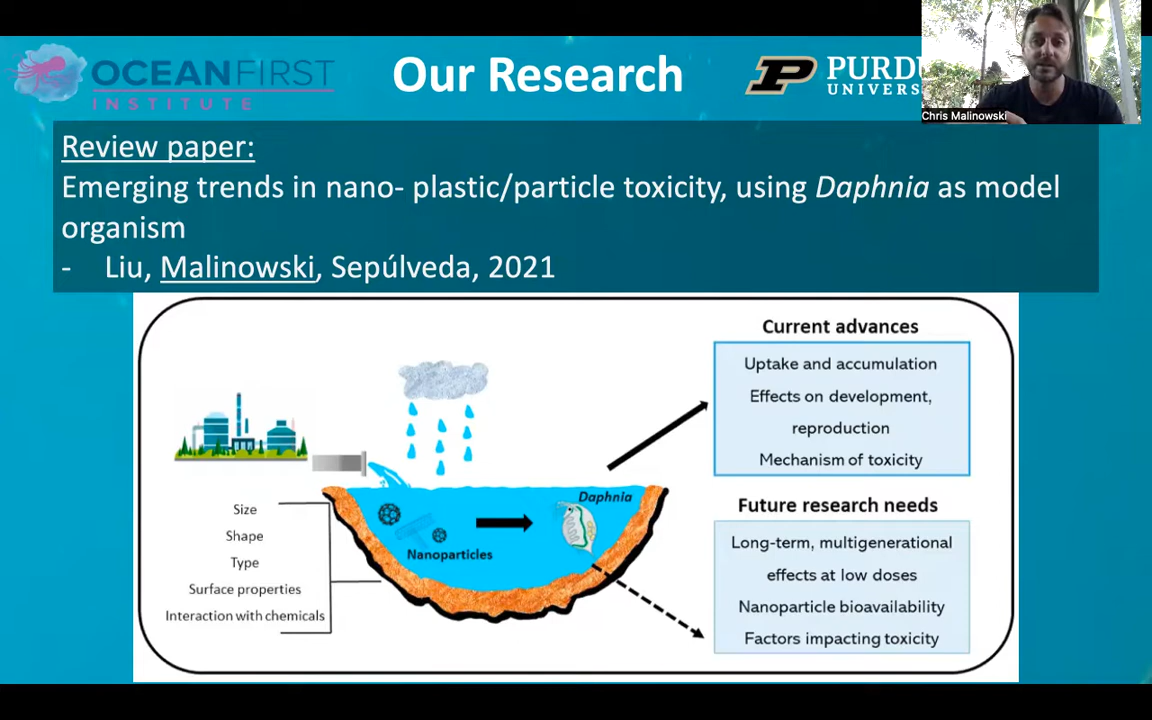 OCEANFIRST
INSTITUTE
Our Research
UNIVERS
Chris Malinowski
Review paper:
Emerging trends in nano- plastic/particle toxicity, using Daphnia as model
organism
- Liu, Malinowski, Sepúlveda, 2021
Current advances
Uptake and accumulation
Effects on development,
reproduction
Mechanism of toxicity
Daphnia
Nanoparticles
Size
Shape
Type
Surface properties
Interaction with chemicals
Future research needs
Long-term, multigenerational
effects at low doses
Nanoparticle bioavailability
Factors impacting toxicity